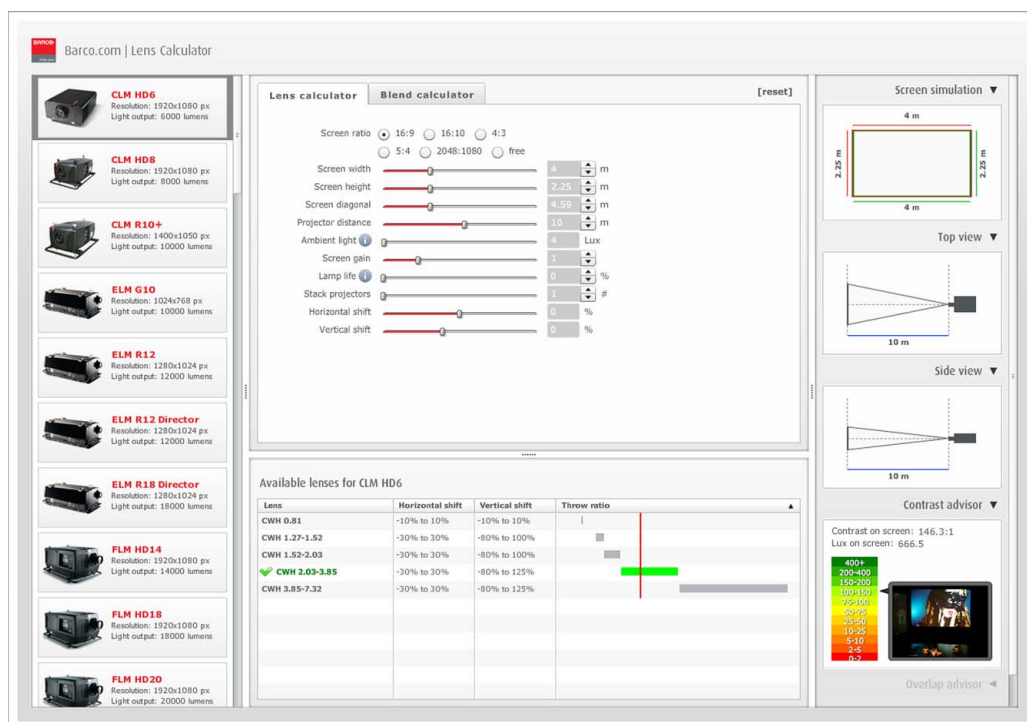 BARCO
Barco.com | Lens Calculator
CLM HD6
Resolution: 1920x1080 px
Light output: 6000 lumens
CLM HD8
Resolution: 1920x1080 px
Light output: 8000 lumens
CLM R10+
Resolution: 1400x1050 px
Light output: 10000 lumens
ELM G10
Resolution: 1024x768 px
Light output: 10000 lumens
ELM R12
Resolution: 1280x1024 px
Light output: 12000 lumens
ELM R12 Director
Resolution: 1280x1024 px
Light output: 12000 lumens
ELM R18 Director
Resolution: 1280x1024 px
Light output: 18000 lumens
FLM HD14
Resolution: 1920x1080 px
Light output: 14000 lumens
FLM HD18
Resolution: 1920x1080 px
Light output: 18000 lumens
FLM HD20
Resolution: 1920x1080 px
Light output: 20000 lumens
Lens calculator Blend calculator [reset]
Screen ratio 16:9 16:10 4:3
5:4 2048:1080 free
Screen width 4 m
Screen height 2.25 m
Screen diagonal 4.59 m
Projector distance 10 m
Ambient light i 4 Lux
Screen gain 1
Lamp life i 0 %
Stack projectors 1 #
Horizontal shift 0 %
Vertical shift 0 %
Available lenses for CLM HD6
Lens Horizontal shift Vertical shift Throw ratio
CWH 0.81 -10% to 10% -10% to 10%
CWH 1.27-1.52 -30% to 30% -80% to 100%
CWH 1.52-2.03 -30% to 30% -80% to 100%
CWH 2.03-3.85 -30% to 30% -80% to 125%
CWH 3.85-7.32 -30% to 30% -80% to 125%
Screen simulation
4 m
2.25 m
2.25 m
4 m
Top view
10 m
Side view
10 m
Contrast advisor
Contrast on screen: 146.3:1
Lux on screen: 666.5
400+
200-400
150-200
100-150
75-100
50-75
25-50
10-25
5-10
2-5
0-2
Overlap advisor